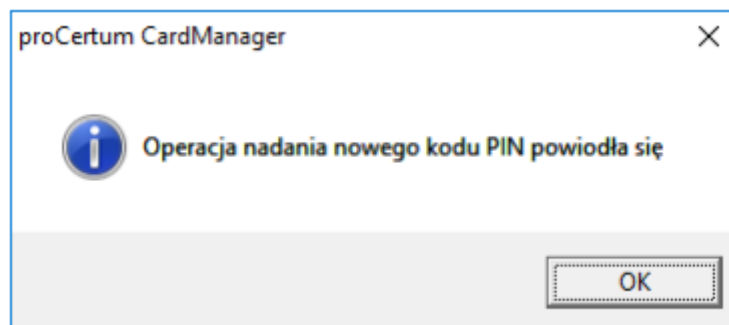 proCertum CardManager
Operacja nadania nowego kodu PIN powiodła się
OK